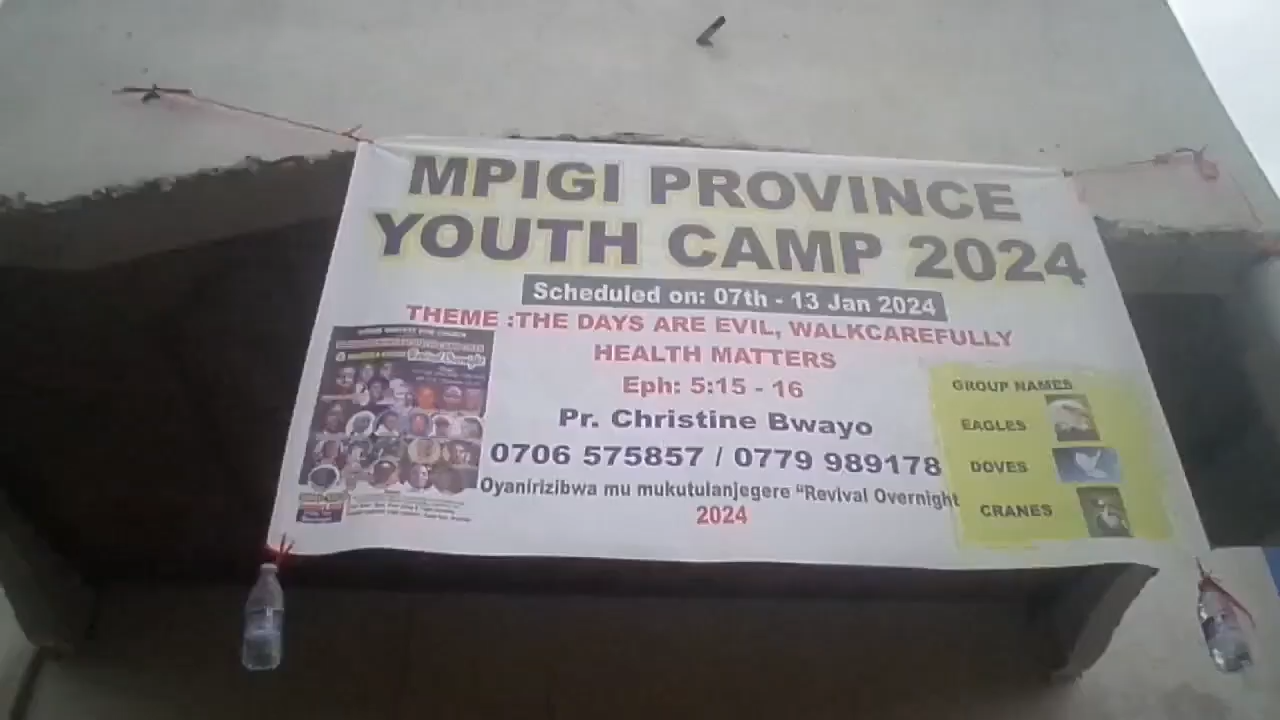 MPIGI PROVINCE
YOUTH CAMP 2024
Scheduled on: 07th - 13 Jan 2024
THEME :THE DAYS ARE EVIL, WALKCAREFULLY
HEALTH MATTERS
Eph: 5:15 - 16
Pr. Christine Bwayo
0706 575857 / 0779 989178
Oyanirizibwa mu mukutulanjegere “Revival Overnight
2024
Revival Overnight
GROUP NAMES
EAGLES
DOVES
CRANES